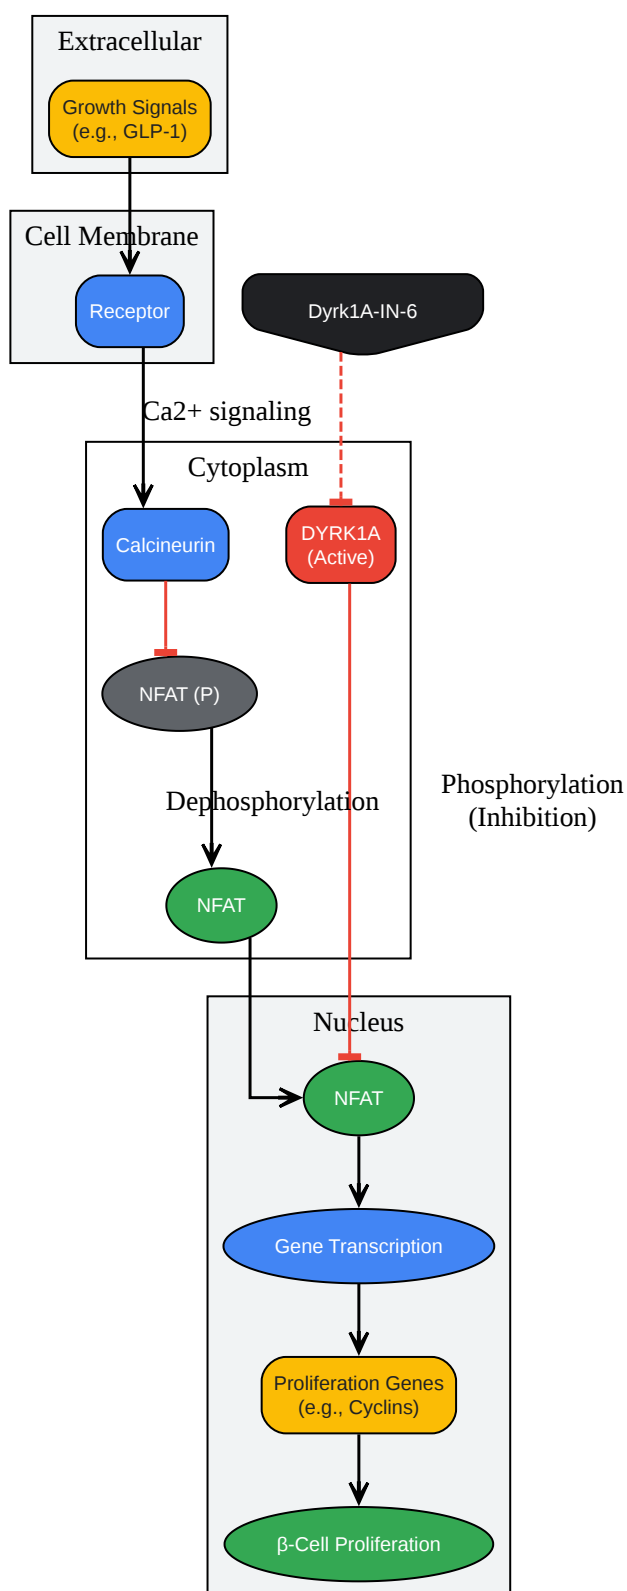 Extracellular
Growth Signals
(e.g., GLP-1)
Cell Membrane
Receptor
Dyrk1A-IN-6
Ca2+ signaling
Cytoplasm
Calcineurin
DYRK1A
(Active)
NFAT (P)
Dephosphorylation
Phosphorylation
(Inhibition)
NFAT
Nucleus
NFAT
Gene Transcription
Proliferation Genes
(e.g., Cyclins)
β-Cell Proliferation